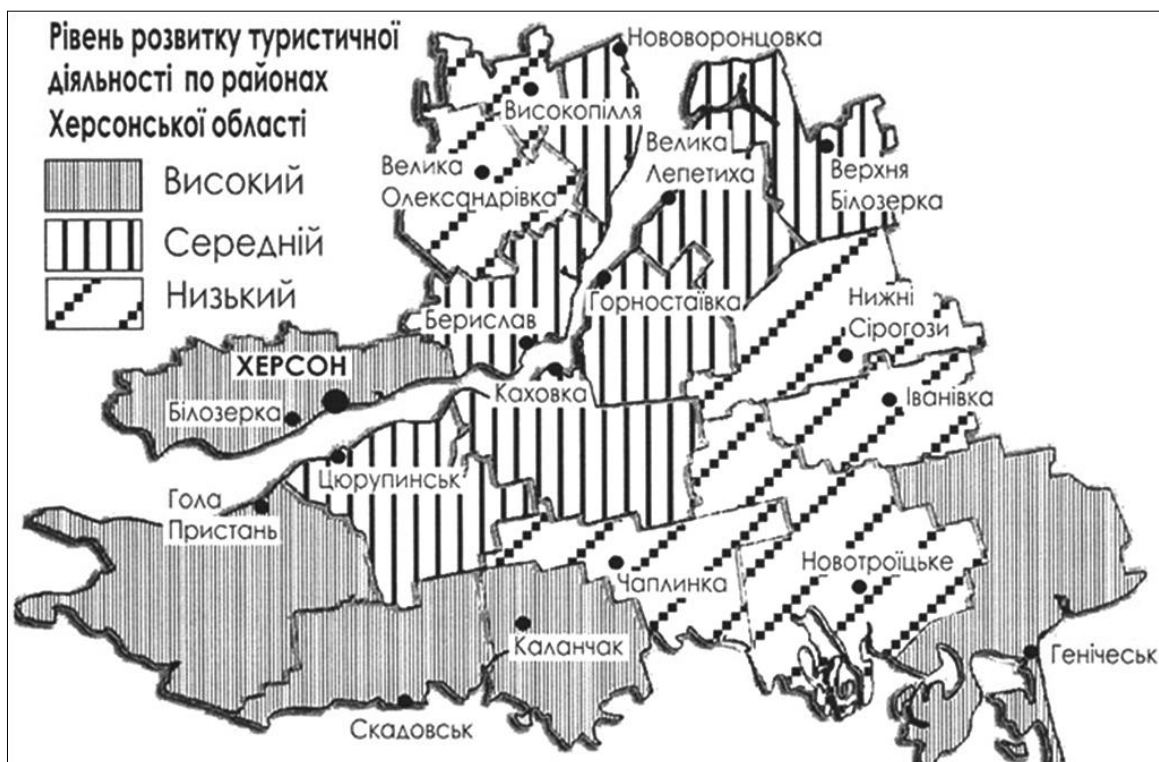 Рівень розвитку туристичної
діяльності по районах
Херсонської області
Високий
Середній
Низький
Нововоронцовка
Високопілля
Велика
Олександрівка
Велика
Лепетиха
Верхня
Білозерка
Горностаївка
Нижні
Сірогози
Берислав
ХЕРСОН
Білозерка
Каховка
Іванівка
Цюрупинськ
Гола
Пристань
Чаплинка
Новотроїцьке
Каланчак
Генічеськ
Скадовськ